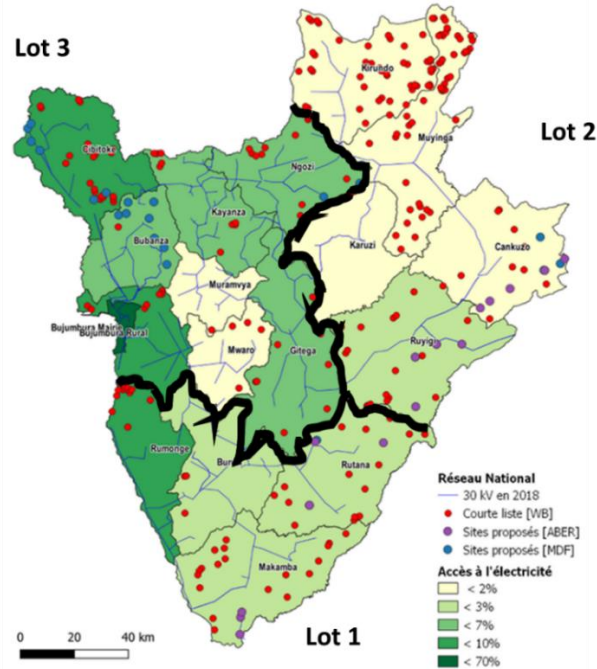 Lot 3
Kirundo
Lot 2
Muyinga
Cibitoke
Ngozi
Kayanza
Bubanza
Karuzi
Cankuzo
Muramvya
Bujumbura Mairie
Bujumbura Rural
Mwaro
Gitega
Ruyigi
Rumonge
Bururi
Rutana
Makamba
Réseau National
30 kV en 2018
Courte liste [WB]
Sites proposés [ABER]
Sites proposés [MDF]
Accès à l'électricité
< 2%
< 3%
< 7%
< 10%
< 70%
0 20 40 km
Lot 1